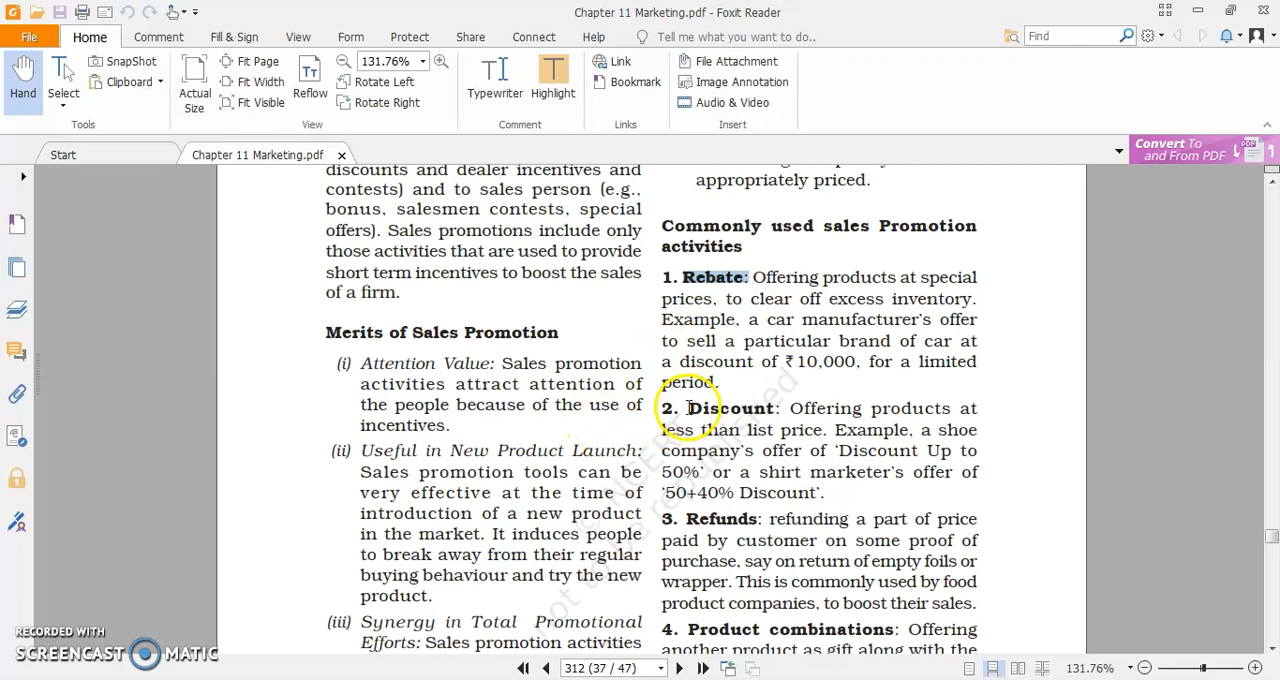 Chapter 11 Marketing.pdf - Foxit Reader
File Home Comment Fill & Sign View Form Protect Share Connect Help Tell me what you want to do.. Find
Hand
Select
SnapShot
Clipboard
Tools
Actual Size
Fit Page
Fit Width
Fit Visible
Reflow
131.76%
Rotate Left
Rotate Right
View
Typewriter
Highlight
Comment
Link
Bookmark
Links
File Attachment
Image Annotation
Audio & Video
Insert
Start
Chapter 11 Marketing.pdf
Convert To
and From PDF
PDF
discounts and dealer incentives and
contests) and to sales person (e.g.,
bonus, salesmen contests, special
offers). Sales promotions include only
those activities that are used to provide
short term incentives to boost the sales
of a firm.
Merits of Sales Promotion
(i) Attention Value: Sales promotion
activities attract attention of
the people because of the use of
incentives.
(ii) Useful in New Product Launch:
Sales promotion tools can be
very effective at the time of
introduction of a new product
in the market. It induces people
to break away from their regular
buying behaviour and try the new
product.
(iii) Synergy in Total Promotional
Efforts: Sales promotion activities
appropriately priced.
Commonly used sales Promotion
activities
1. Rebate: Offering products at special
prices, to clear off excess inventory.
Example, a car manufacturer's offer
to sell a particular brand of car at
a discount of ₹10,000, for a limited
period.
2. Discount: Offering products at
less than list price. Example, a shoe
company's offer of 'Discount Up to
50%' or a shirt marketer's offer of
'50+40% Discount'.
3. Refunds: refunding a part of price
paid by customer on some proof of
purchase, say on return of empty foils or
wrapper. This is commonly used by food
product companies, to boost their sales.
4. Product combinations: Offering
another product as gift along with the
© NCERT
not to be republished
RECORDED WITH
SCREENCAST MATIC
312 (37 / 47)
131.76%